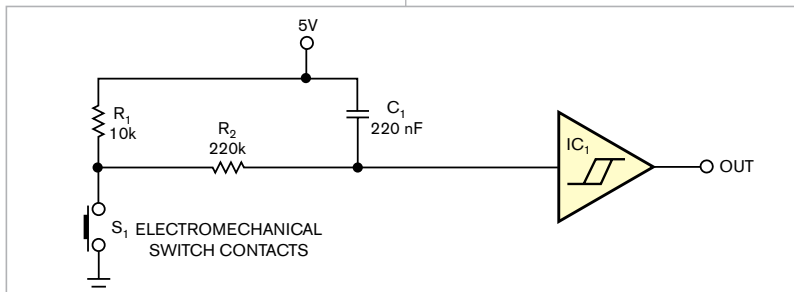 5V
R1
10k
C1
220 nF
R2
220k
IC1
OUT
S1 ELECTROMECHANICAL
SWITCH CONTACTS